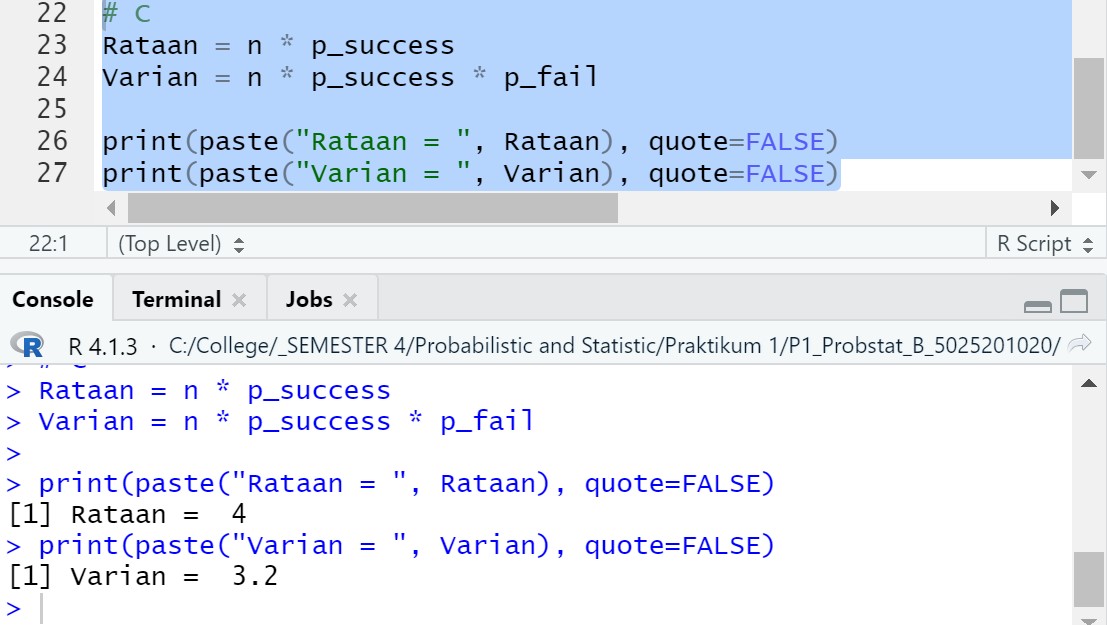 22 # C
23 Rataan = n * p_success
24 Varian = n * p_success * p_fail
25
26 print(paste("Rataan = ", Rataan), quote=FALSE)
27 print(paste("Varian = ", Varian), quote=FALSE)
22:1 (Top Level) R Script
Console Terminal Jobs
R R 4.1.3 · C:/College/_SEMESTER 4/Probabilistic and Statistic/Praktikum 1/P1_Probstat_B_5025201020/
> # C
> Rataan = n * p_success
> Varian = n * p_success * p_fail
>
> print(paste("Rataan = ", Rataan), quote=FALSE)
[1] Rataan =  4
> print(paste("Varian = ", Varian), quote=FALSE)
[1] Varian =  3.2
>